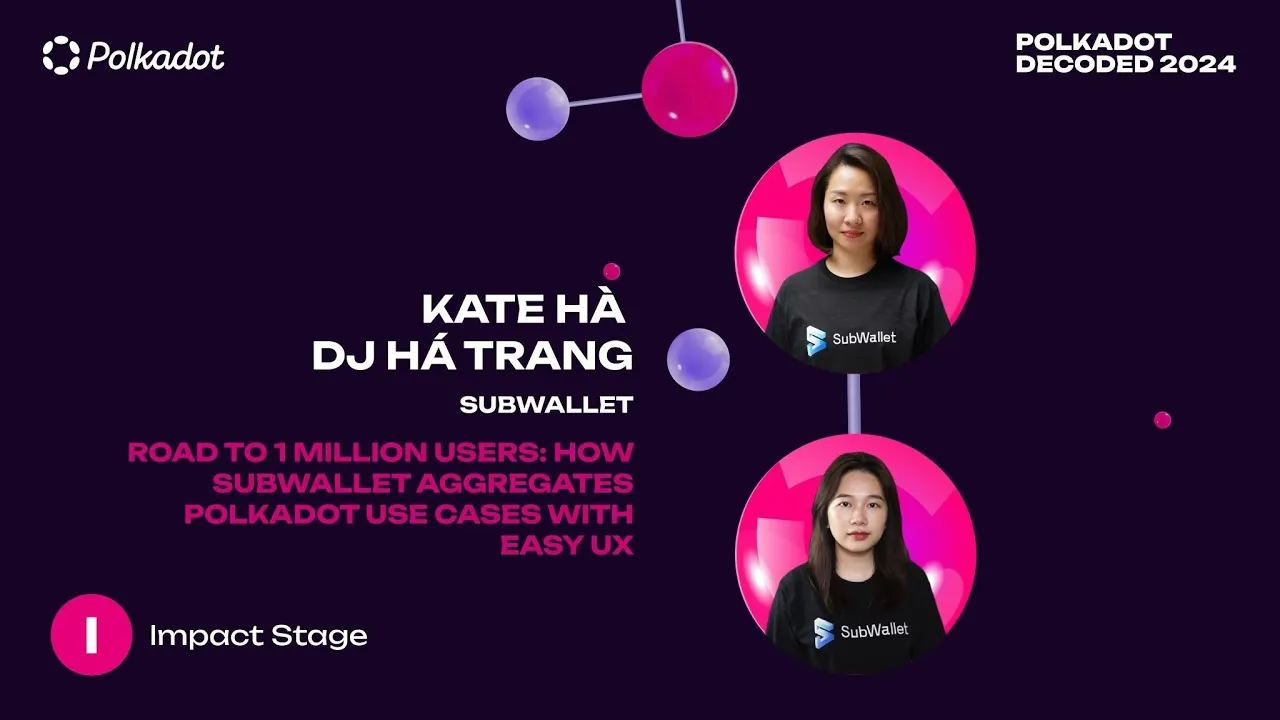 Polkadot
POLKADOT
DECODED 2024
KATE HÀ
DJ HÁ TRANG
SUBWALLET
ROAD TO 1 MILLION USERS: HOW
SUBWALLET AGGREGATES
POLKADOT USE CASES WITH
EASY UX
SubWallet
SubWallet
I
Impact Stage